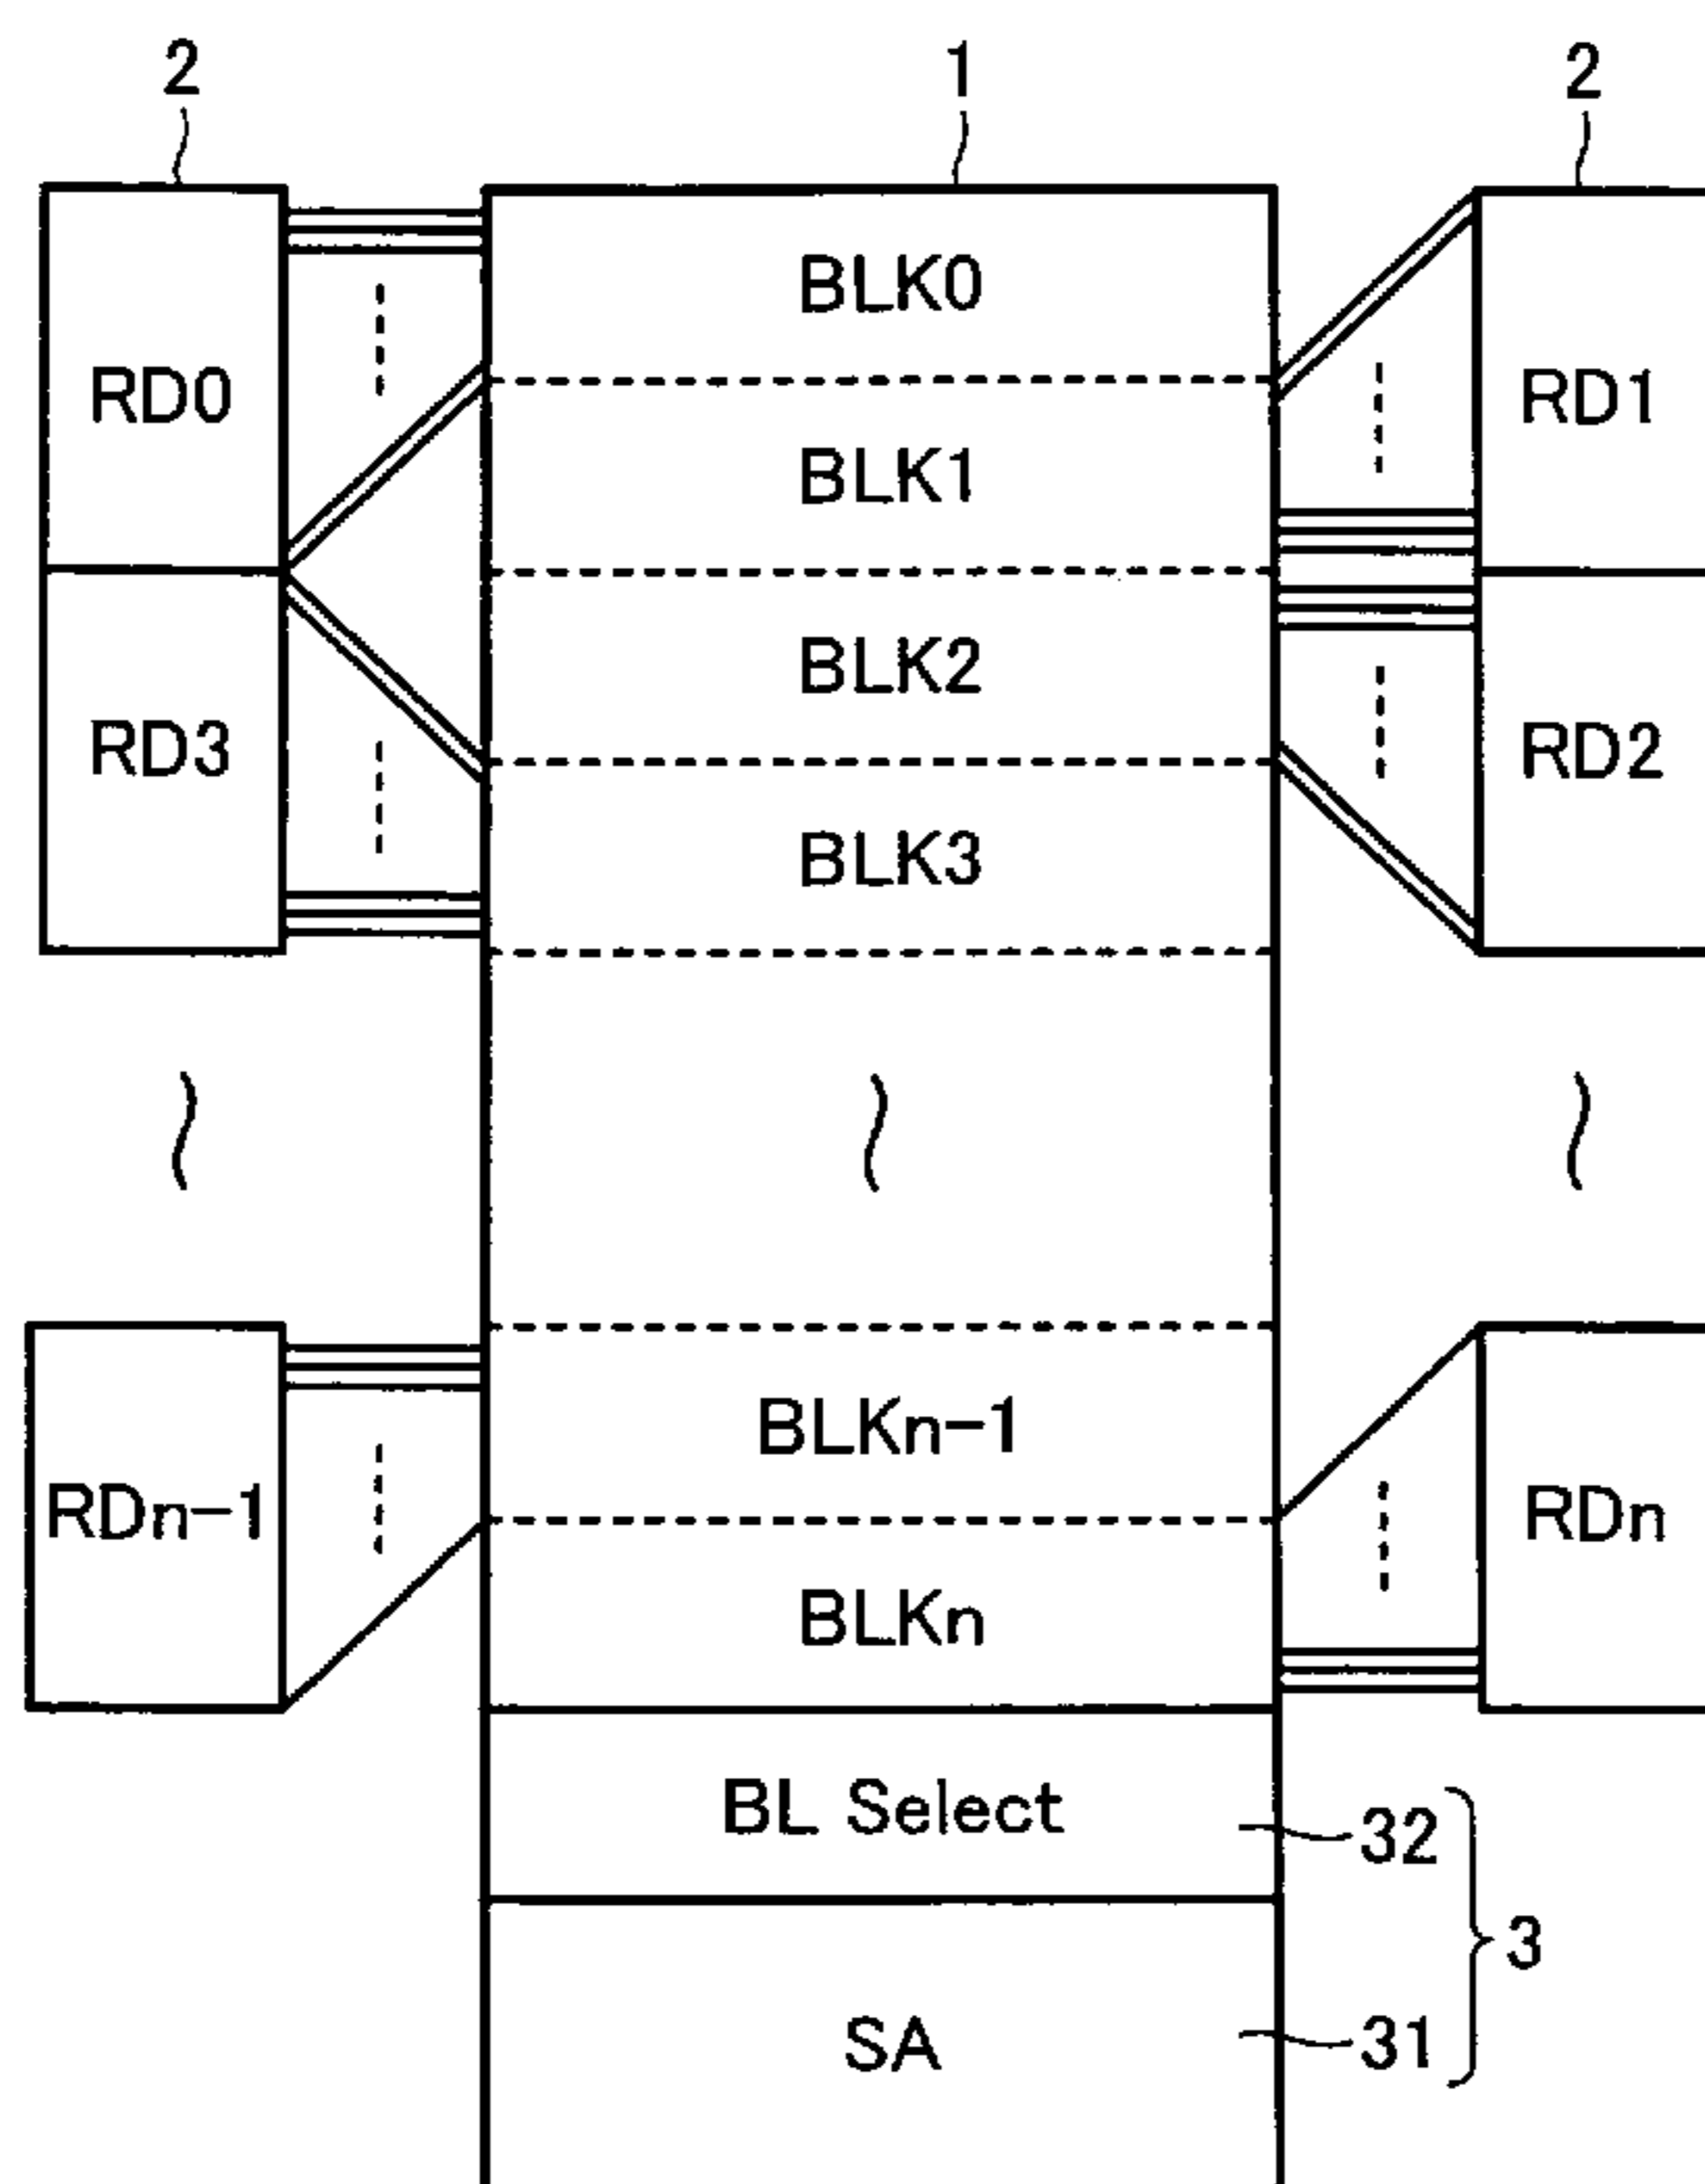 2
1
2
BLK0
RD0
RD1
BLK1
BLK2
RD3
RD2
BLK3
BLKn-1
RDn-1
RDn
BLKn
BL Select
32
3
SA
31